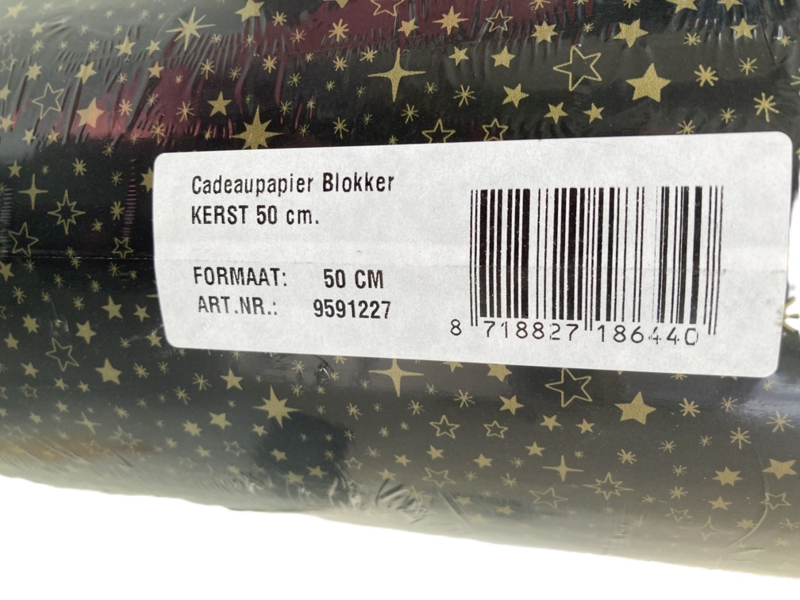 Cadeaupapier Blokker
KERST 50 cm.
FORMAAT: 50 CM
ART.NR.: 9591227
8 718827 186440